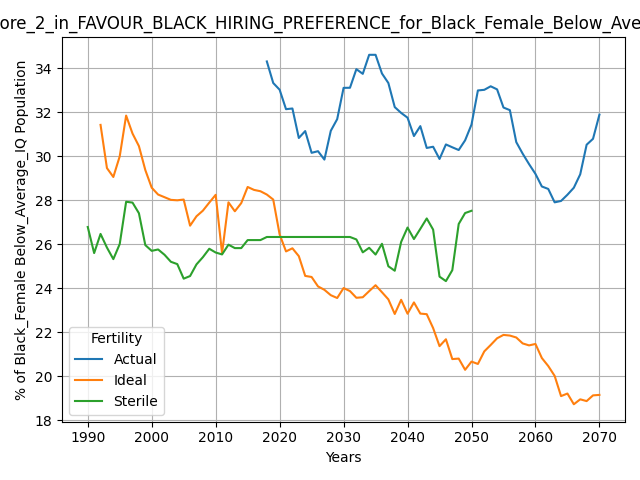 ore_2_in_FAVOUR_BLACK_HIRING_PREFERENCE_for_Black_Female_Below_Ave
% of Black_Female Below_Average_IQ Population
34
32
30
28
26
24
22
20
18
Fertility
Actual
Ideal
Sterile
1990 2000 2010 2020 2030 2040 2050 2060 2070
Years